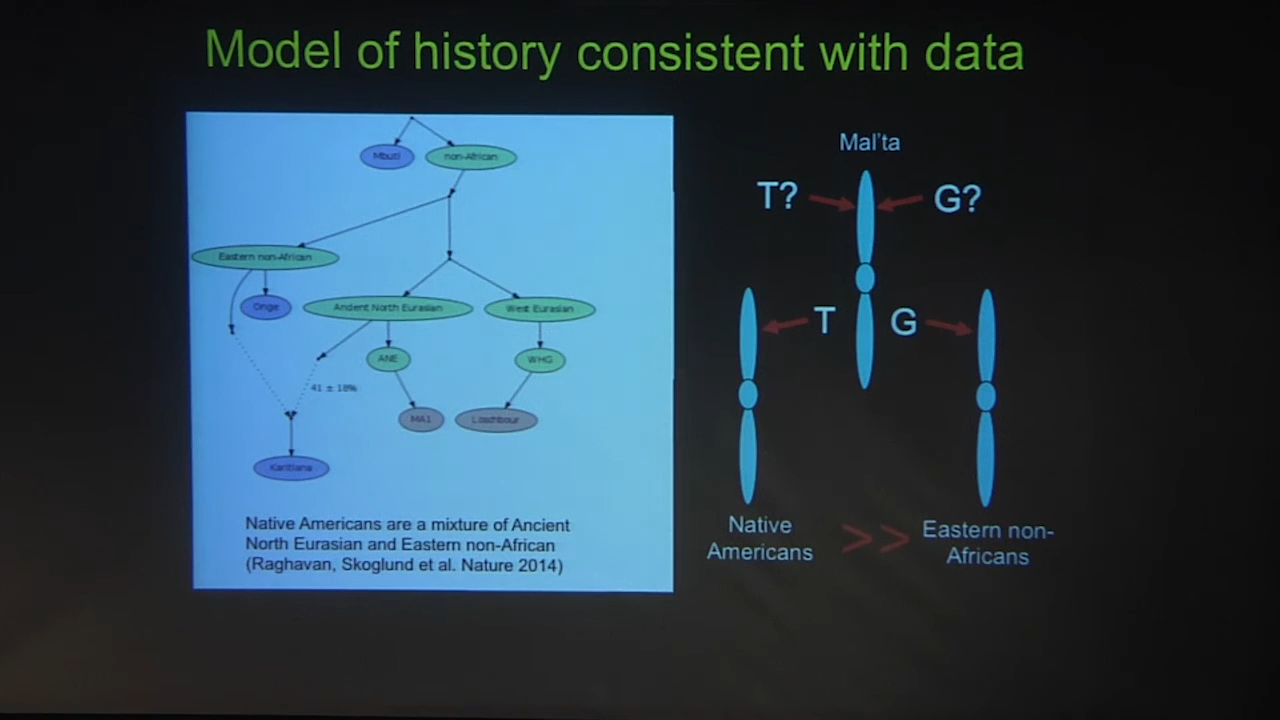 Model of history consistent with data
Mbuti
non-African
Eastern non-African
Onge
Ancient North Eurasian
West Eurasian
ANE
WHG
41 ± 18%
MA1
Loschbour
Karitiana
Native Americans are a mixture of Ancient
North Eurasian and Eastern non-African
(Raghavan, Skoglund et al. Nature 2014)
Mal'ta
T?
G?
T
G
Native
Americans
>>
Eastern non-
Africans